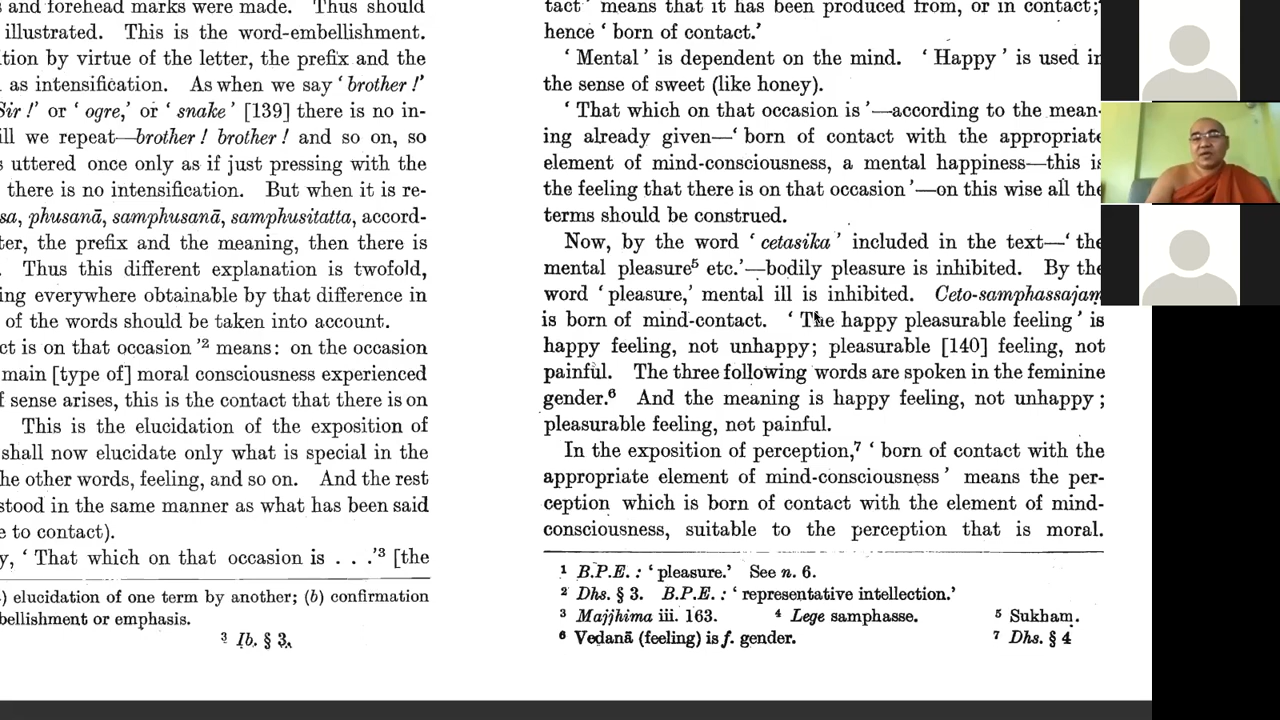 and forehead marks were made. Thus should
illustrated. This is the word-embellishment.
tion by virtue of the letter, the prefix and the
as intensification. As when we say ' brother !'
Sir !' or ' ogre,' or ' snake ' [139] there is no in-
ill we repeat—brother ! brother ! and so on, so
uttered once only as if just pressing with the
there is no intensification. But when it is re-
sa, phusanā, samphusanā, samphusitatta, accord-
ter, the prefix and the meaning, then there is
. Thus this different explanation is twofold,
ing everywhere obtainable by that difference in
of the words should be taken into account.
ct is on that occasion '² means: on the occasion
main [type of] moral consciousness experienced
f sense arises, this is the contact that there is on
This is the elucidation of the exposition of
shall now elucidate only what is special in the
he other words, feeling, and so on. And the rest
stood in the same manner as what has been said
e to contact).
y, ' That which on that occasion is . . .'³ [the
) elucidation of one term by another; (b) confirmation
bellishment or emphasis.
³ Ib. § 3.
tact ' means that it has been produced from, or in contact;
hence ' born of contact.'
' Mental ' is dependent on the mind. ' Happy ' is used in
the sense of sweet (like honey).
' That which on that occasion is '—according to the mean-
ing already given—' born of contact with the appropriate
element of mind-consciousness, a mental happiness—this is
the feeling that there is on that occasion '—on this wise all the
terms should be construed.
Now, by the word ' cetasika ' included in the text—' the
mental pleasure⁵ etc.'—bodily pleasure is inhibited. By the
word ' pleasure,' mental ill is inhibited. Ceto-samphassajaṃ
is born of mind-contact. ' The happy pleasurable feeling ' is
happy feeling, not unhappy; pleasurable [140] feeling, not
painful. The three following words are spoken in the feminine
gender.⁶ And the meaning is happy feeling, not unhappy ;
pleasurable feeling, not painful.
In the exposition of perception,⁷ ' born of contact with the
appropriate element of mind-consciousness ' means the per-
ception which is born of contact with the element of mind-
consciousness, suitable to the perception that is moral.
¹ B.P.E. : ' pleasure.' See n. 6.
² Dhs. § 3. B.P.E. : ' representative intellection.'
³ Majjhima iii. 163. ⁴ Lege samphasse. ⁵ Sukhaṃ.
⁶ Vedanā (feeling) is f. gender. ⁷ Dhs. § 4